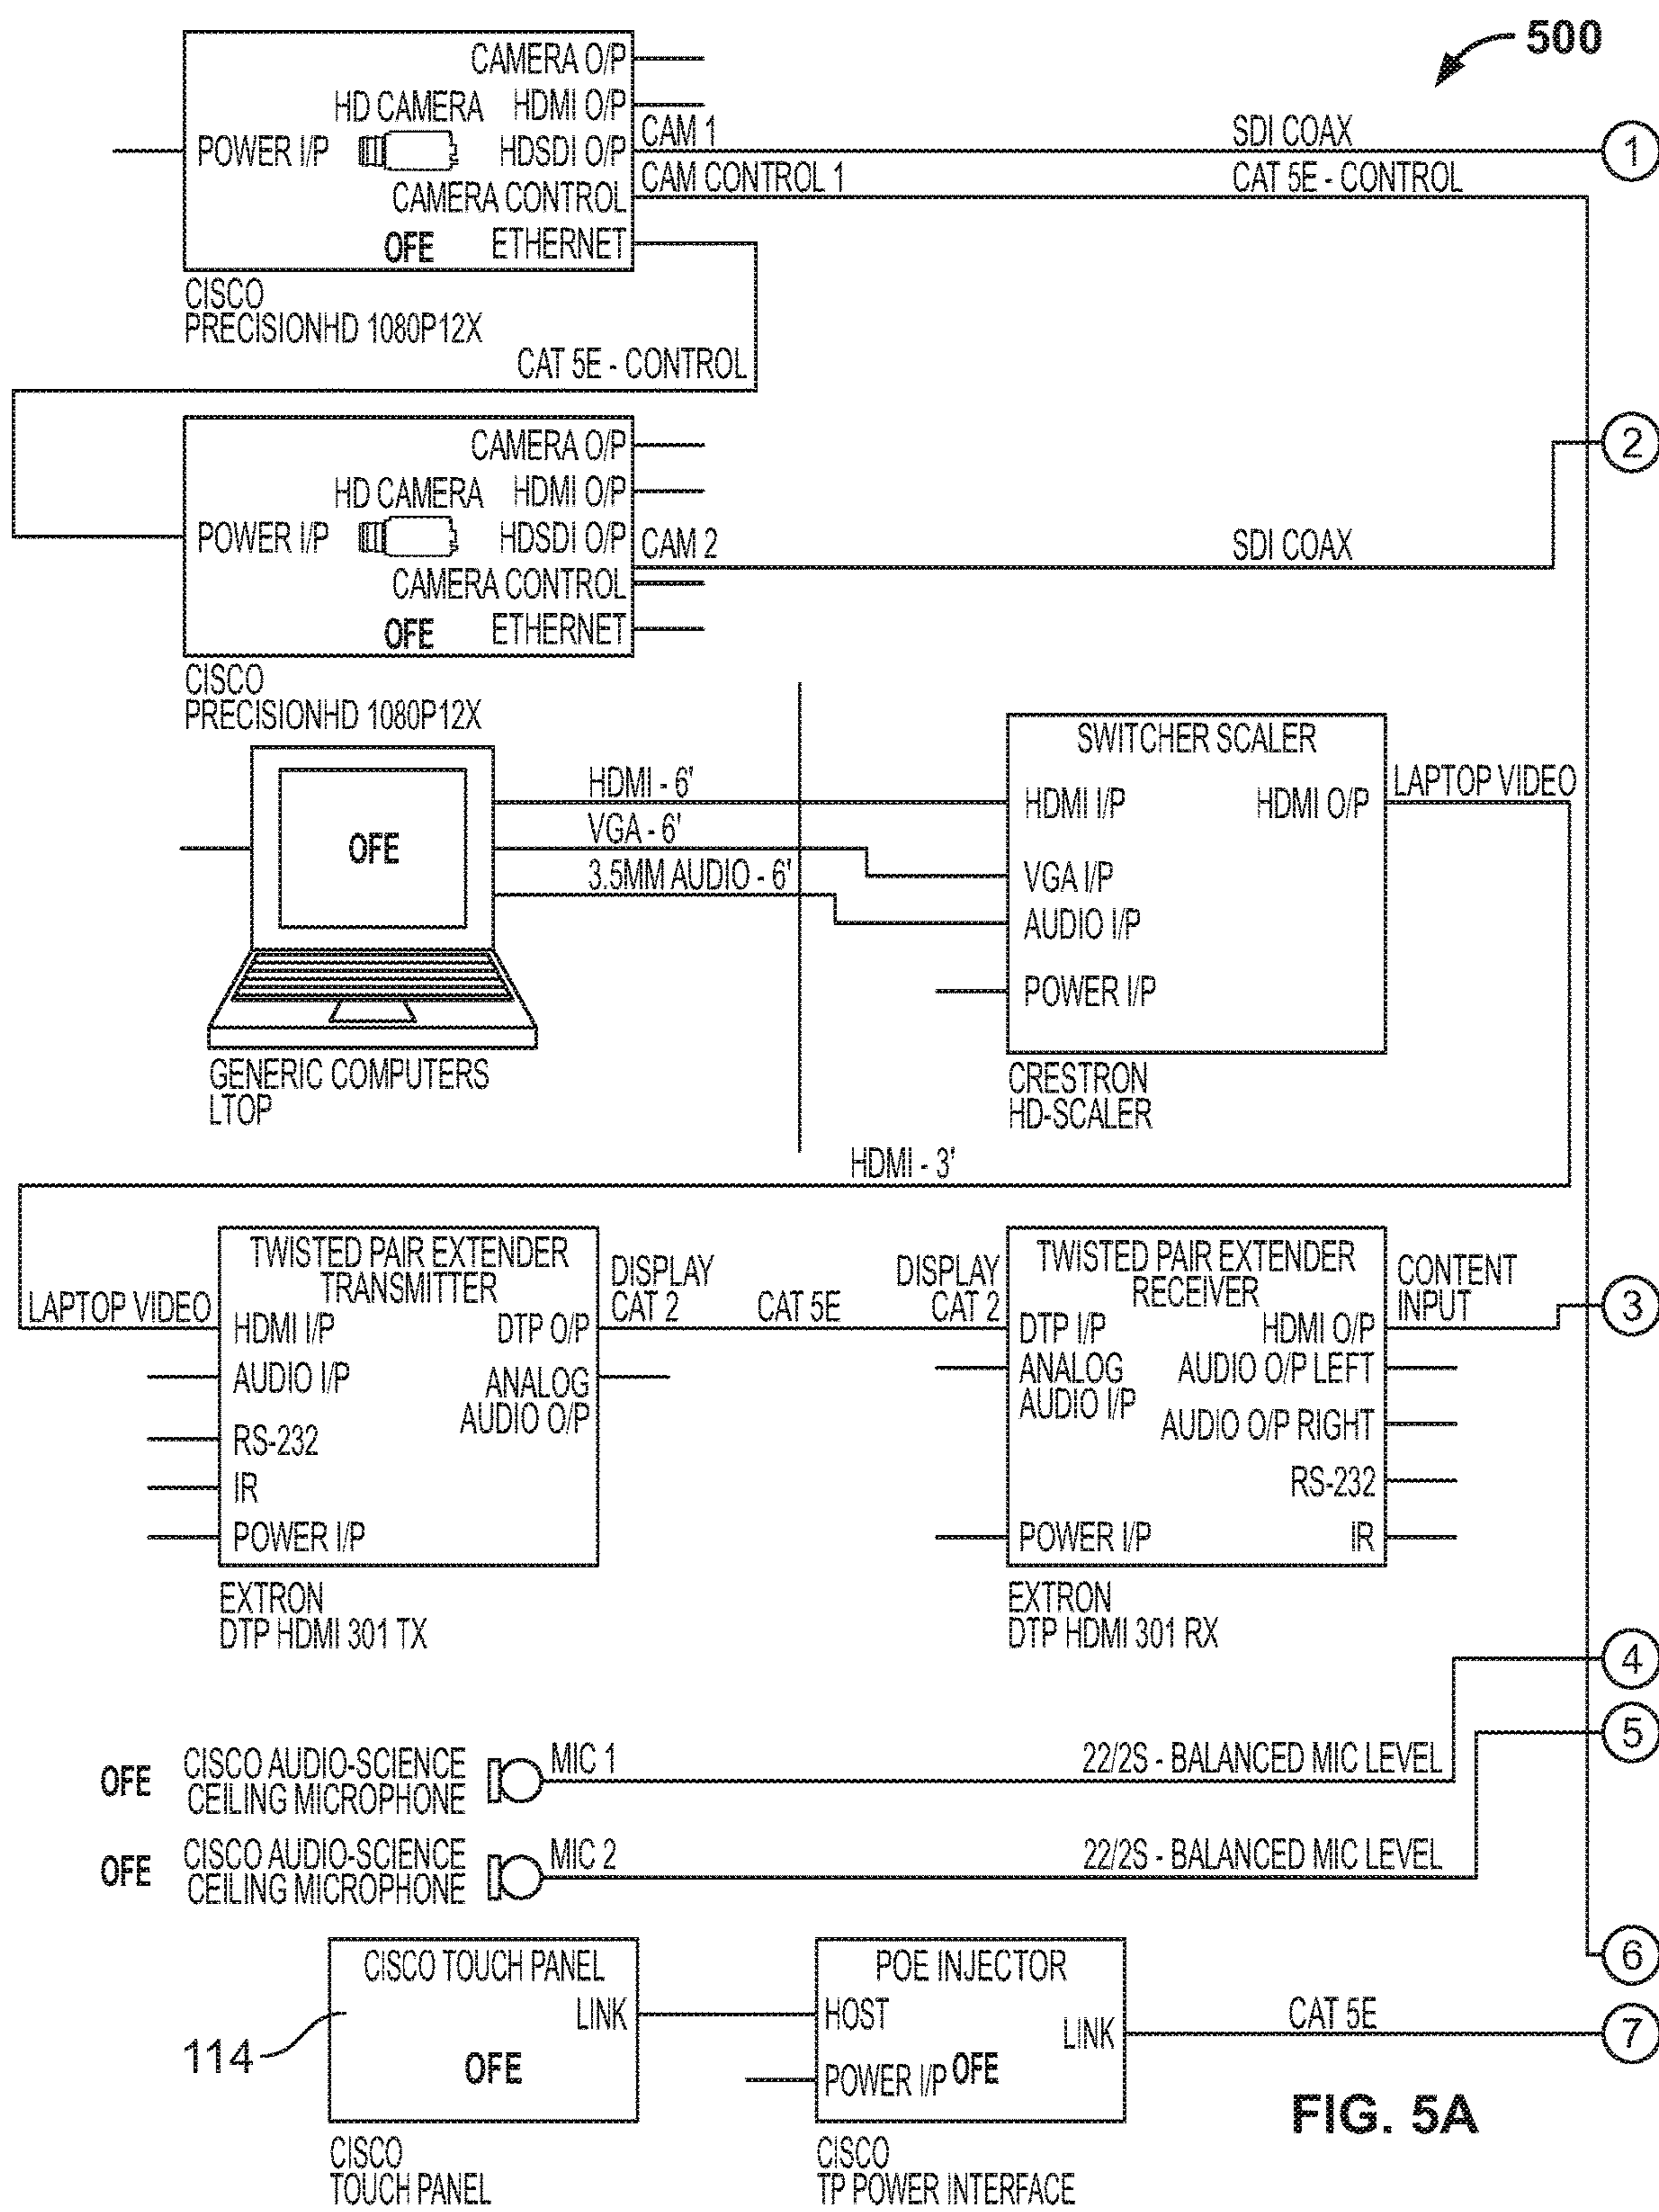 500
CAMERA O/P
HD CAMERA HDMI O/P
POWER I/P HDSDI O/P CAM 1 SDI COAX 1
CAMERA CONTROL CAM CONTROL 1 CAT 5E - CONTROL
OFE ETHERNET
CISCO
PRECISIONHD 1080P12X
CAT 5E - CONTROL
CAMERA O/P 2
HD CAMERA HDMI O/P
POWER I/P HDSDI O/P CAM 2 SDI COAX
CAMERA CONTROL
OFE ETHERNET
CISCO
PRECISIONHD 1080P12X
SWITCHER SCALER
HDMI - 6' HDMI I/P HDMI O/P LAPTOP VIDEO
OFE VGA - 6' VGA I/P
3.5MM AUDIO - 6' AUDIO I/P
POWER I/P
GENERIC COMPUTERS
LTOP
CRESTRON
HD-SCALER
HDMI - 3'
TWISTED PAIR EXTENDER
TRANSMITTER
LAPTOP VIDEO HDMI I/P DTP O/P
DISPLAY
CAT 2
CAT 5E
AUDIO I/P ANALOG
AUDIO O/P
RS-232
IR
POWER I/P
EXTRON
DTP HDMI 301 TX
DISPLAY
CAT 2
TWISTED PAIR EXTENDER
RECEIVER
DTP I/P HDMI O/P
CONTENT
INPUT
3
ANALOG
AUDIO I/P
AUDIO O/P LEFT
AUDIO O/P RIGHT
RS-232
POWER I/P IR
EXTRON
DTP HDMI 301 RX
4
5
OFE CISCO AUDIO-SCIENCE
CEILING MICROPHONE
MIC 1 22/2S - BALANCED MIC LEVEL
OFE CISCO AUDIO-SCIENCE
CEILING MICROPHONE
MIC 2 22/2S - BALANCED MIC LEVEL
6
CISCO TOUCH PANEL
LINK
114
OFE
CISCO
TOUCH PANEL
POE INJECTOR
HOST
LINK CAT 5E 7
POWER I/P OFE
CISCO
TP POWER INTERFACE
FIG. 5A